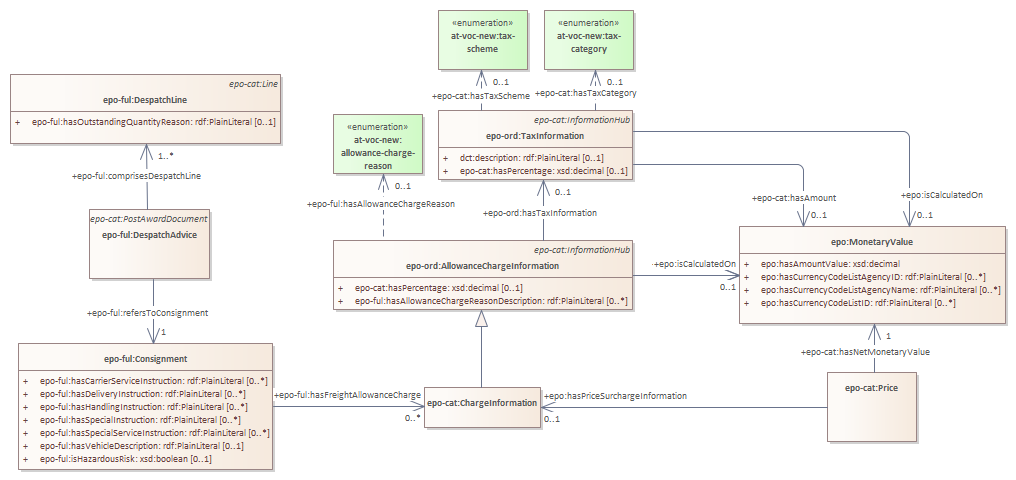 «enumeration»
at-voc-new:tax-
scheme
«enumeration»
at-voc-new:tax-
category
0..1
0..1
+epo-cat:hasTaxScheme
+epo-cat:hasTaxCategory
epo-cat:Line
epo-ful:DespatchLine
+ epo-ful:hasOutstandingQuantityReason: rdf:PlainLiteral [0..1]
1..*
+epo-ful:comprisesDespatchLine
«enumeration»
at-voc-new:
allowance-charge-
reason
0..1
+epo-ful:hasAllowanceChargeReason
epo-cat:InformationHub
epo-ord:TaxInformation
+ dct:description: rdf:PlainLiteral [0..1]
+ epo-cat:hasPercentage: xsd:decimal [0..1]
0..1
+epo-ord:hasTaxInformation
+epo-cat:hasAmount
0..1
+epo:isCalculatedOn
0..1
epo-cat:PostAwardDocument
epo-ful:DespatchAdvice
epo-cat:InformationHub
epo-ord:AllowanceChargeInformation
+ epo-cat:hasPercentage: xsd:decimal [0..1]
+ epo-ful:hasAllowanceChargeReasonDescription: rdf:PlainLiteral [0..*]
+epo:isCalculatedOn
0..1
epo:MonetaryValue
+ epo:hasAmountValue: xsd:decimal
+ epo:hasCurrencyCodeListAgencyID: rdf:PlainLiteral [0..*]
+ epo:hasCurrencyCodeListAgencyName: rdf:PlainLiteral [0..*]
+ epo:hasCurrencyCodeListID: rdf:PlainLiteral [0..*]
+epo-ful:refersToConsignment
1
1
+epo-cat:hasNetMonetaryValue
epo-ful:Consignment
+ epo-ful:hasCarrierServiceInstruction: rdf:PlainLiteral [0..*]
+ epo-ful:hasDeliveryInstruction: rdf:PlainLiteral [0..*]
+ epo-ful:hasHandlingInstruction: rdf:PlainLiteral [0..*]
+ epo-ful:hasSpecialInstruction: rdf:PlainLiteral [0..*]
+ epo-ful:hasSpecialServiceInstruction: rdf:PlainLiteral [0..*]
+ epo-ful:hasVehicleDescription: rdf:PlainLiteral [0..1]
+ epo-ful:isHazardousRisk: xsd:boolean [0..1]
+epo-ful:hasFreightAllowanceCharge
0..*
epo-cat:ChargeInformation
+epo:hasPriceSurchargeInformation
0..1
epo-cat:Price